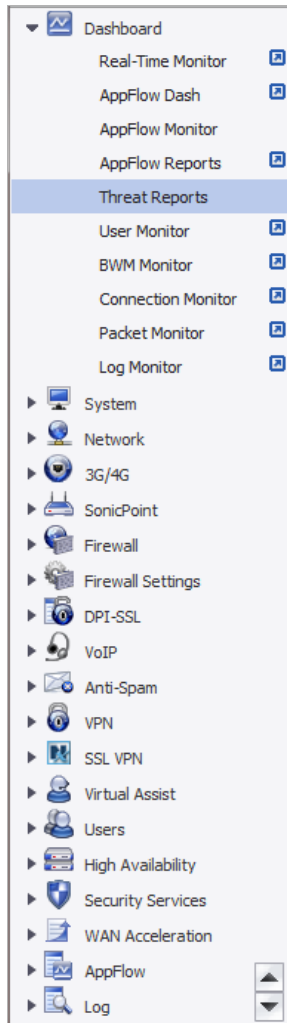 Dashboard
Real-Time Monitor
AppFlow Dash
AppFlow Monitor
AppFlow Reports
Threat Reports
User Monitor
BWM Monitor
Connection Monitor
Packet Monitor
Log Monitor
System
Network
3G/4G
SonicPoint
Firewall
Firewall Settings
DPI-SSL
VoIP
Anti-Spam
VPN
SSL VPN
Virtual Assist
Users
High Availability
Security Services
WAN Acceleration
AppFlow
Log